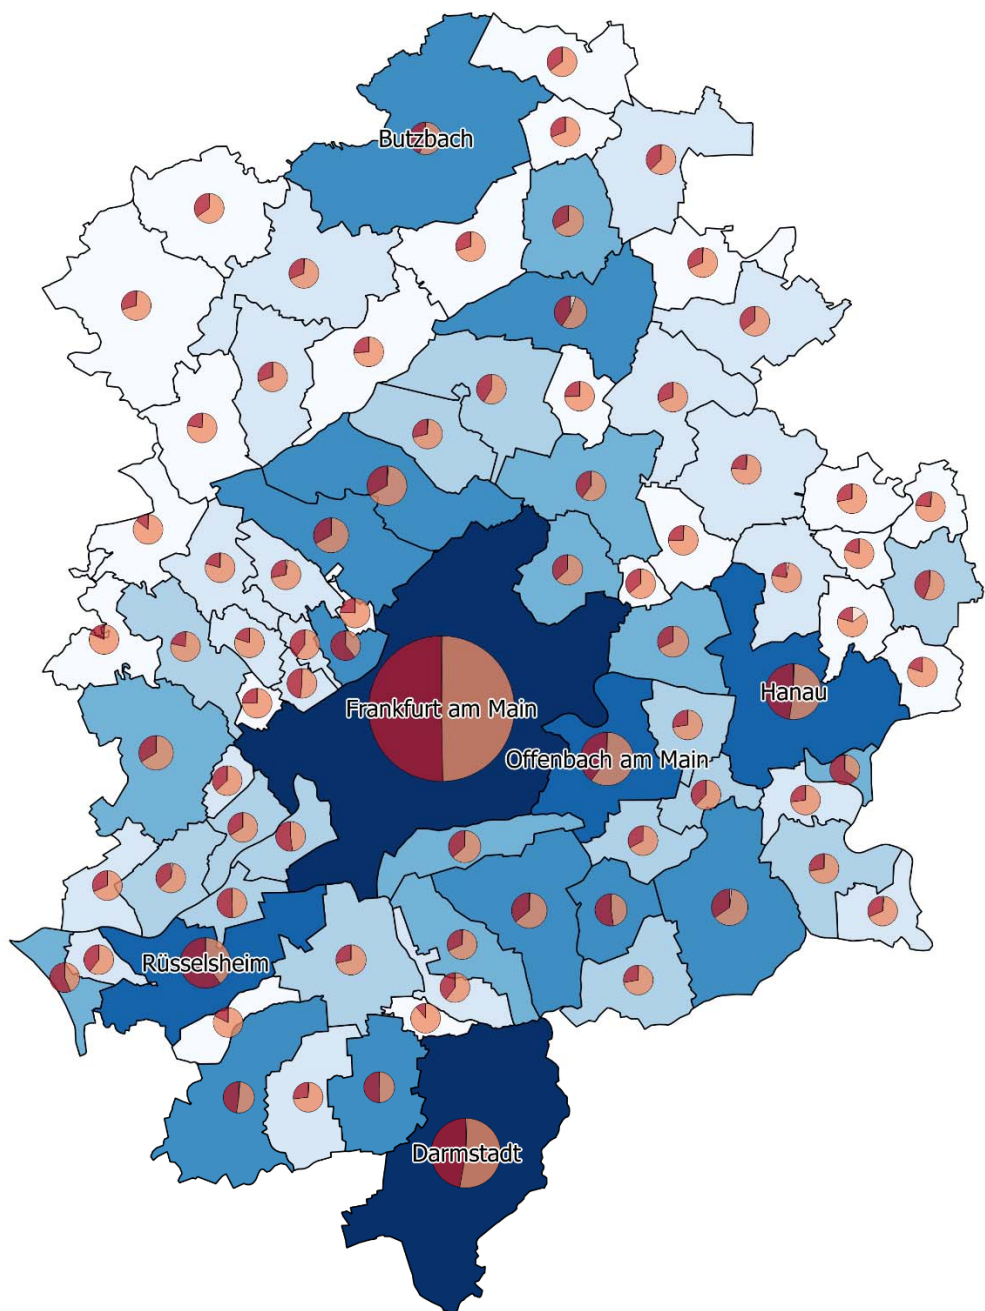 Butzbach
Hanau
Frankfurt am Main
Offenbach am Main
Rüsselsheim
Darmstadt